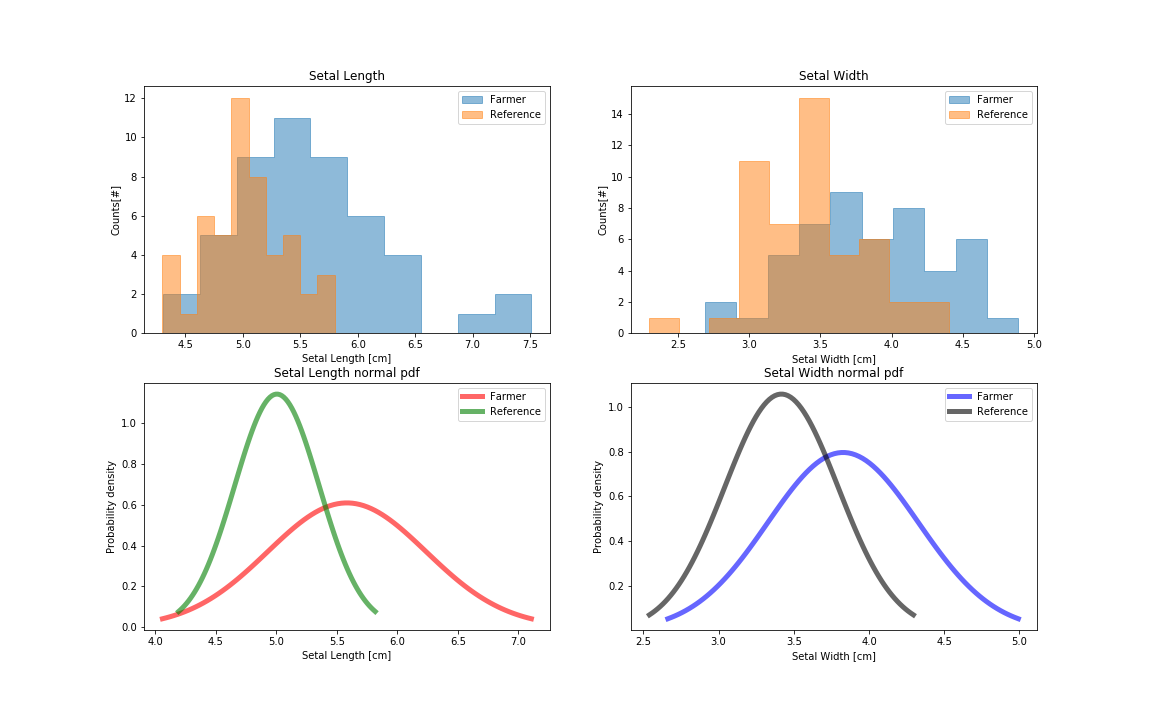 Setal Length
Farmer
Reference
Counts[#]
12
10
8
6
4
2
0
4.5 5.0 5.5 6.0 6.5 7.0 7.5
Setal Length [cm]
Setal Width
Farmer
Reference
Counts[#]
14
12
10
8
6
4
2
0
2.5 3.0 3.5 4.0 4.5 5.0
Setal Width [cm]
Setal Length normal pdf
Farmer
Reference
Probability density
1.0
0.8
0.6
0.4
0.2
0.0
4.0 4.5 5.0 5.5 6.0 6.5 7.0
Setal Length [cm]
Setal Width normal pdf
Farmer
Reference
Probability density
1.0
0.8
0.6
0.4
0.2
2.5 3.0 3.5 4.0 4.5 5.0
Setal Width [cm]